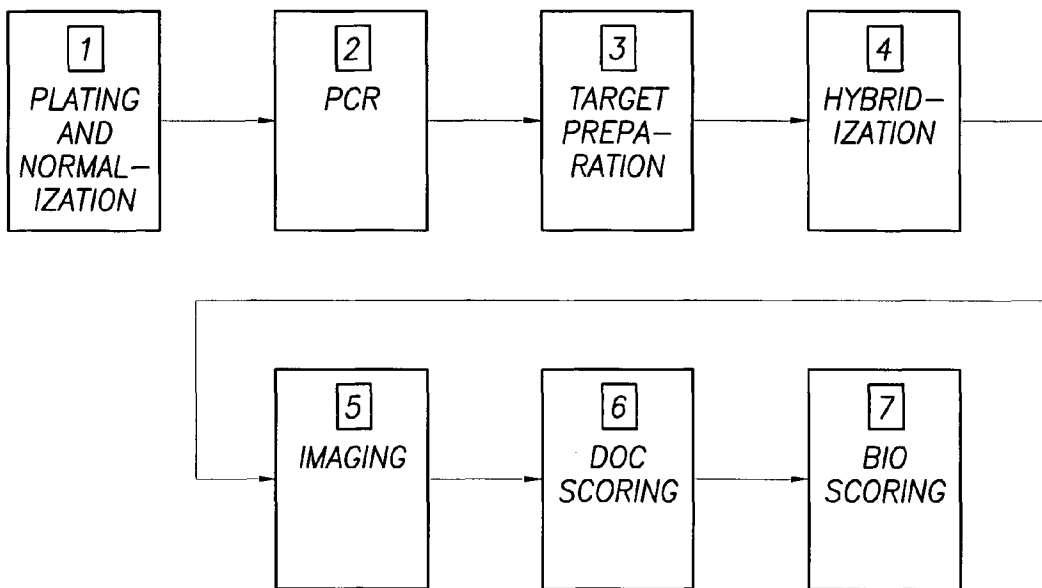 1
PLATING
AND
NORMAL-
IZATION
2
PCR
3
TARGET
PREPA-
RATION
4
HYBRID-
IZATION
5
IMAGING
6
DOC
SCORING
7
BIO
SCORING